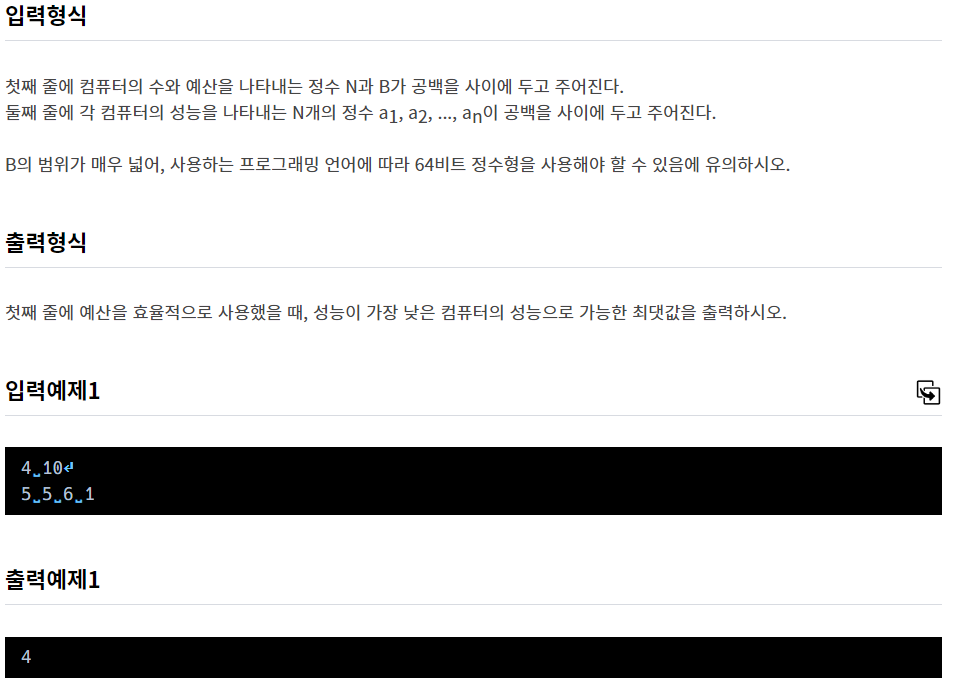 입력형식
첫째 줄에 컴퓨터의 수와 예산을 나타내는 정수 N과 B가 공백을 사이에 두고 주어진다.
둘째 줄에 각 컴퓨터의 성능을 나타내는 N개의 정수 a1, a2, ..., an이 공백을 사이에 두고 주어진다.
B의 범위가 매우 넓어, 사용하는 프로그래밍 언어에 따라 64비트 정수형을 사용해야 할 수 있음에 유의하시오.
출력형식
첫째 줄에 예산을 효율적으로 사용했을 때, 성능이 가장 낮은 컴퓨터의 성능으로 가능한 최댓값을 출력하시오.
입력예제1
4˽10↵
5˽5˽6˽1
출력예제1
4